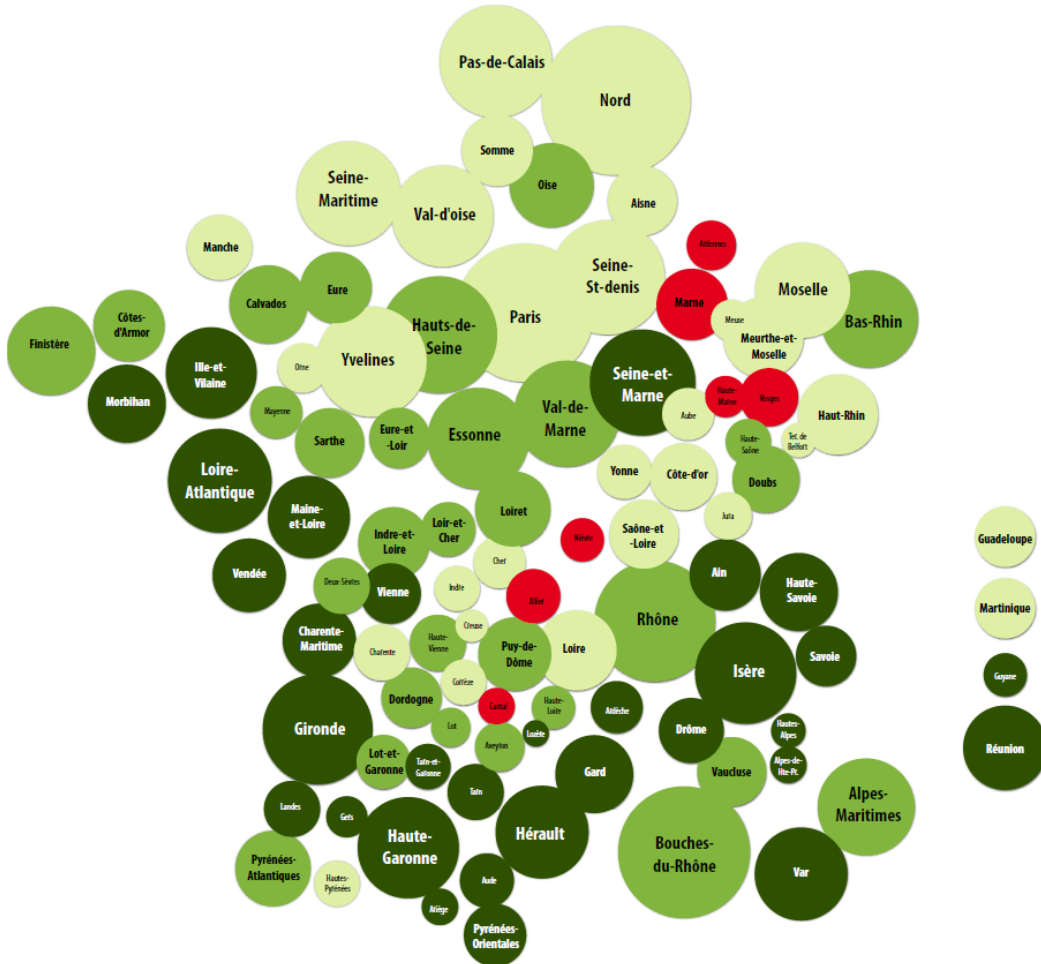 Pas-de-Calais
Nord
Somme
Oise
Seine-
Maritime
Val-d'oise
Aisne
Manche
Ardennes
Seine-
St-denis
Marne
Moselle
Meuse
Meurthe-et-
Moselle
Bas-Rhin
Eure
Calvados
Côtes-
d'Armor
Finistère
Hauts-de-
Seine
Paris
Yvelines
Orne
Ille-et-
Vilaine
Morbihan
Seine-et-
Marne
Haute-
Marne
Vosges
Aube
Haut-Rhin
Mayenne
Sarthe
Eure-et
-Loir
Essonne
Val-de-
Marne
Haute-
Saône
Ter. de
Belfort
Loire-
Atlantique
Yonne
Côte-d'or
Doubs
Maine-
et-Loire
Loiret
Jura
Indre-et-
Loire
Loir-et-
Cher
Nièvre
Saône-et
-Loire
Guadeloupe
Vendée
Deux-Sèvres
Vienne
Cher
Indre
Allier
Ain
Haute-
Savoie
Martinique
Charente-
Maritime
Charente
Haute-
Vienne
Creuse
Puy-de-
Dôme
Loire
Rhône
Isère
Savoie
Guyane
Corrèze
Dordogne
Cantal
Haute-
Loire
Ardèche
Gironde
Lot
Lozère
Drôme
Hautes-
Alpes
Réunion
Lot-et-
Garonne
Tarn-et-
Garonne
Aveyron
Gard
Vaucluse
Alpes-de-
Hte-Pr.
Landes
Gers
Tarn
Hérault
Alpes-
Maritimes
Haute-
Garonne
Bouches-
du-Rhône
Var
Pyrénées-
Atlantiques
Hautes-
Pyrénées
Aude
Ariège
Pyrénées-
Orientales